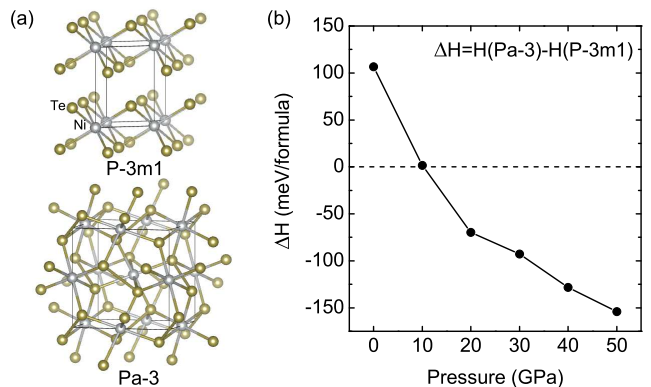 (a)
Te
Ni
P-3m1
Pa-3
(b)
ΔH=H(Pa-3)-H(P-3m1)
ΔH (meV/formula)
150
100
50
0
-50
-100
-150
0 10 20 30 40 50
Pressure (GPa)